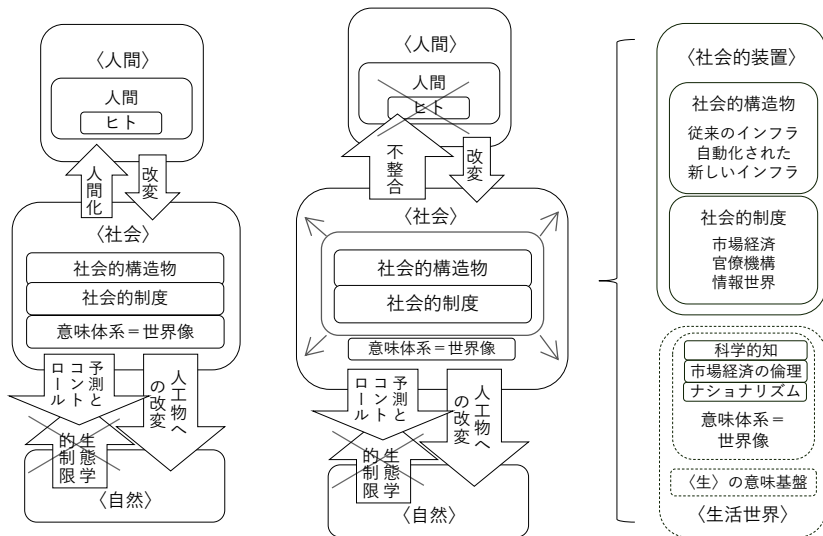 〈人間〉
人間
ヒト
人間化
改変
〈社会〉
社会的構造物
社会的制度
意味体系＝世界像
予測と
コント
ロール
人工物へ
の改変
生態学
的制限
〈自然〉
〈人間〉
人間
ヒト
不整合
改変
〈社会〉
社会的構造物
社会的制度
意味体系＝世界像
予測と
コント
ロール
人工物へ
の改変
生態学
的制限
〈自然〉
〈社会的装置〉
社会的構造物
従来のインフラ
自動化された
新しいインフラ
社会的制度
市場経済
官僚機構
情報世界
科学的知
市場経済の倫理
ナショナリズム
意味体系＝
世界像
〈生〉の意味基盤
〈生活世界〉